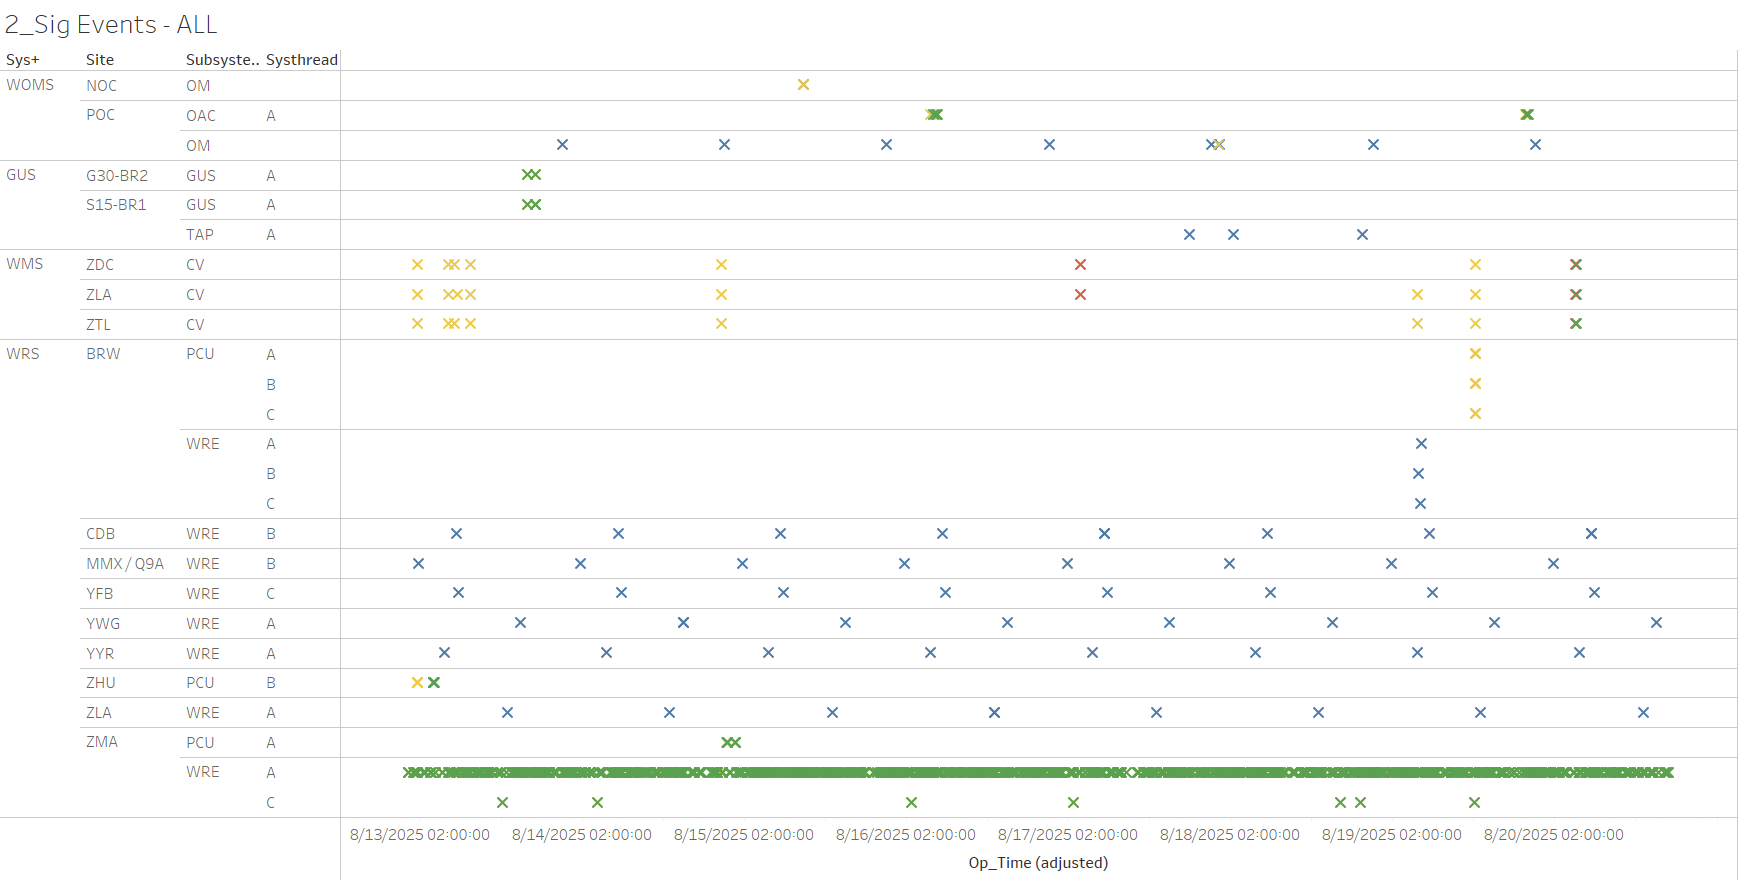 2_Sig Events - ALL
Sys+ Site Subsyste.. Systhread
WOMS NOC OM
POC OAC A
OM
GUS G30-BR2 GUS A
S15-BR1 GUS A
TAP A
WMS ZDC CV
ZLA CV
ZTL CV
WRS BRW PCU A
B
C
WRE A
B
C
CDB WRE B
MMX / Q9A WRE B
YFB WRE C
YWG WRE A
YYR WRE A
ZHU PCU B
ZLA WRE A
ZMA PCU A
WRE A
C
8/13/2025 02:00:00 8/14/2025 02:00:00 8/15/2025 02:00:00 8/16/2025 02:00:00 8/17/2025 02:00:00 8/18/2025 02:00:00 8/19/2025 02:00:00 8/20/2025 02:00:00
Op_Time (adjusted)